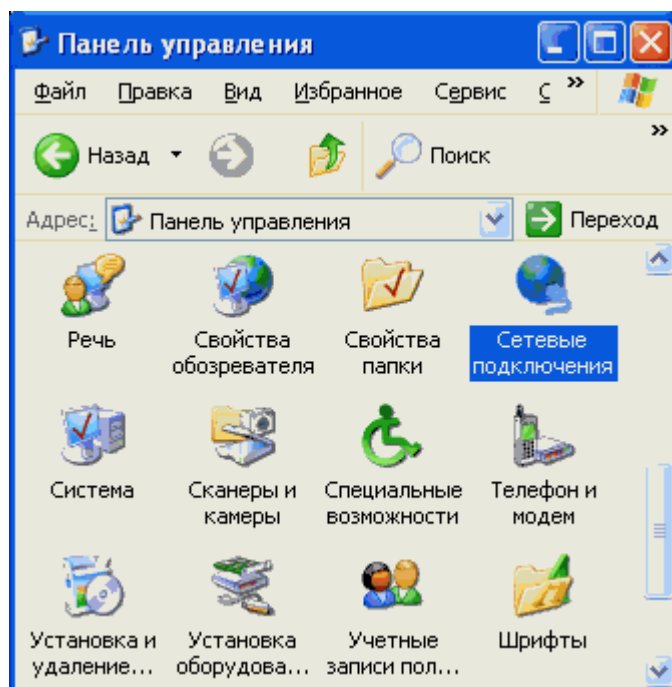 Панель управления
Файл Правка Вид Избранное Сервис С »
Назад Поиск »
Адрес: Панель управления Переход
Речь
Свойства
обозревателя
Свойства
папки
Сетевые
подключения
Система
Сканеры и
камеры
Специальные
возможности
Телефон и
модем
Установка и
удаление...
Установка
оборудова...
Учетные
записи пол...
Шрифты